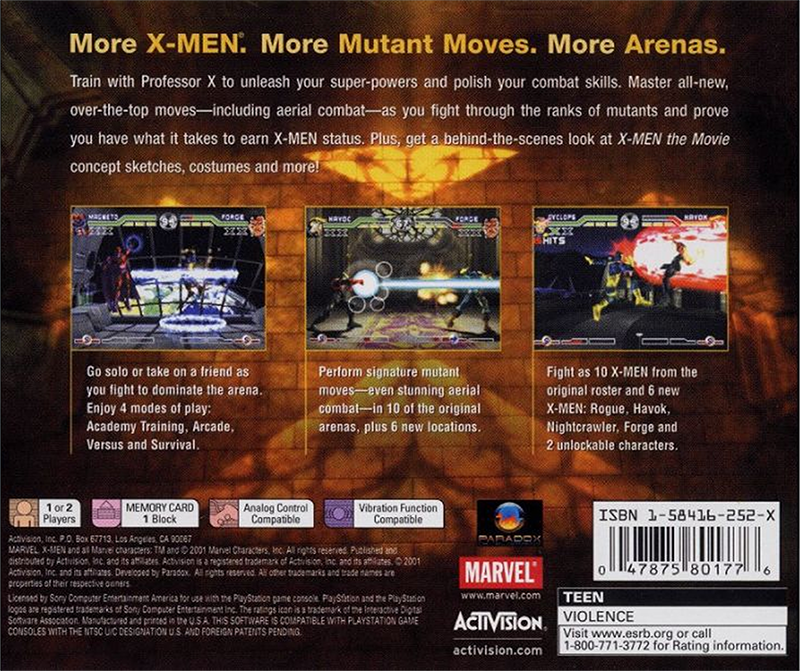 More X-MEN®. More Mutant Moves. More Arenas.
Train with Professor X to unleash your super-powers and polish your combat skills. Master all-new,
over-the-top moves—including aerial combat—as you fight through the ranks of mutants and prove
you have what it takes to earn X-MEN status. Plus, get a behind-the-scenes look at X-MEN the Movie
concept sketches, costumes and more!
MAGNETO FORGE
HAVOC FORGE
CYCLOPS HAVOK
HITS
Go solo or take on a friend as
you fight to dominate the arena.
Enjoy 4 modes of play:
Academy Training, Arcade,
Versus and Survival.
Perform signature mutant
moves—even stunning aerial
combat—in 10 of the original
arenas, plus 6 new locations.
Fight as 10 X-MEN from the
original roster and 6 new
X-MEN: Rogue, Havok,
Nightcrawler, Forge and
2 unlockable characters.
1 or 2
Players
MEMORY CARD
1 Block
Analog Control
Compatible
Vibration Function
Compatible
Activision, Inc. P.O. Box 67713, Los Angeles, CA 90067
MARVEL, X-MEN and all Marvel characters: TM and © 2001 Marvel Characters, Inc. All rights reserved. Published and
distributed by Activision, Inc. and its affiliates. Activision is a registered trademark of Activision, Inc. and its affiliates. © 2001
Activision, Inc. and its affiliates. Developed by Paradox. All rights reserved. All other trademarks and trade names are
properties of their respective owners.
Licensed by Sony Computer Entertainment America for use with the PlayStation game console. PlayStation and the PlayStation
logos are registered trademarks of Sony Computer Entertainment Inc. The ratings icon is a trademark of the Interactive Digital
Software Association. Manufactured and printed in the U.S.A. THIS SOFTWARE IS COMPATIBLE WITH PLAYSTATION GAME
CONSOLES WITH THE NTSC U/C DESIGNATION U.S. AND FOREIGN PATENTS PENDING.
PARADOX
MARVEL®
www.marvel.com
ACTIVISION®
activision.com
ISBN 1-58416-252-X
0 47875 80177 6
TEEN
VIOLENCE
Visit www.esrb.org or call
1-800-771-3772 for Rating information.